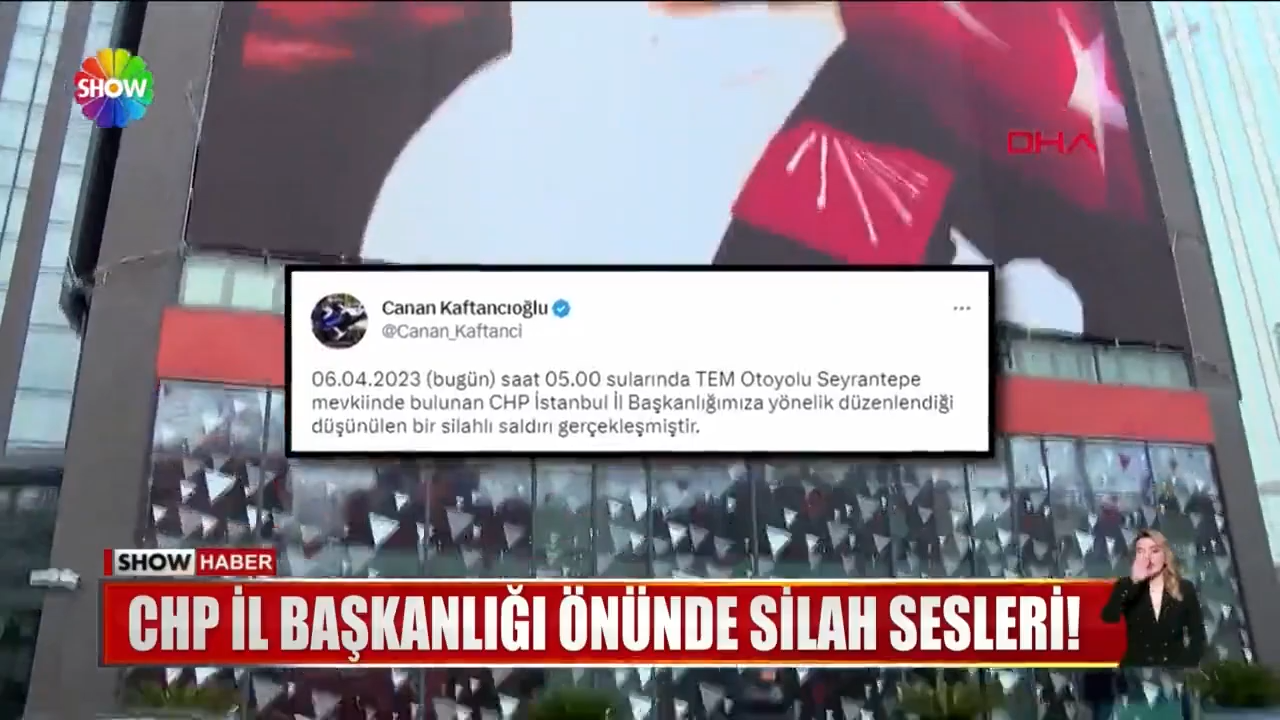 SHOW
DHA
Canan Kaftancıoğlu
@Canan_Kaftanci
06.04.2023 (bugün) saat 05.00 sularında TEM Otoyolu Seyrantepe
mevkiinde bulunan CHP İstanbul İl Başkanlığımıza yönelik düzenlendiği
düşünülen bir silahlı saldırı gerçekleşmiştir.
SHOW HABER
CHP İL BAŞKANLIĞI ÖNÜNDE SİLAH SESLERİ!